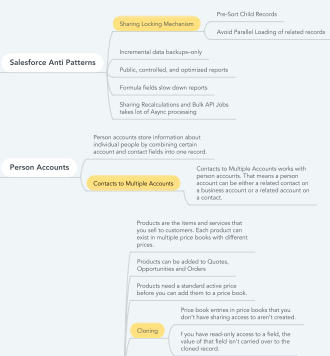 Pre-Sort Child Records
Sharing Locking Mechanism
Avoid Parallel Loading of related records
Salesforce Anti Patterns
Incremental data backups-only
Public, controlled, and optimised reports
Formula fields slow down reports
Sharing Recalculations and Bulk API Jobs
takes lot of Async processing
Person Accounts
Person accounts store information about
individual people by combining certain
account and contact fields into one record.
Contacts to Multiple Accounts
Contacts to Multiple Accounts works with
person accounts. That means a person
account can be either a related contact on
a business account or a related account on
a contact.
Products are the items and services that
you sell to customers. Each product can
exist in multiple price books with different
prices.
Products can be added to Quotes,
Opportunities and Orders
Products need a standard active price
before you can add them to a price book.
Cloning
Price book entries in price books that you
don't have sharing access to aren't created.
f you have read-only access to a field, the
value of that field isn't carried over to the
cloned record.